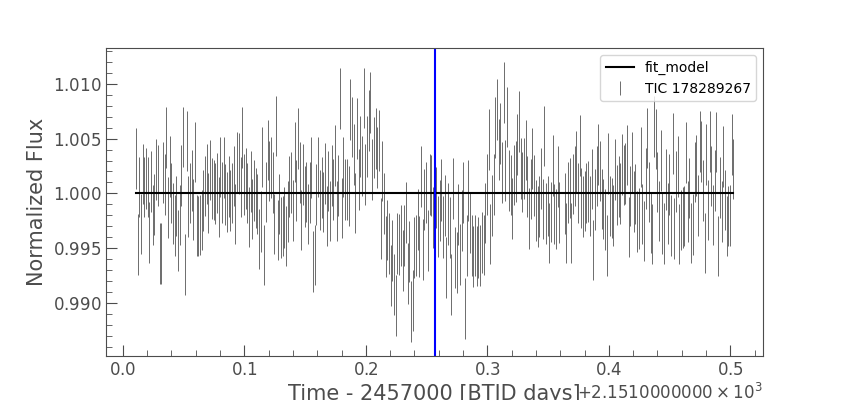 fit_model
TIC 178289267
1.010
1.005
1.000
0.995
0.990
Normalized Flux
0.0 0.1 0.2 0.3 0.4 0.5
Time - 2457000 [BTJD days]
+2.1510000000 × 10³